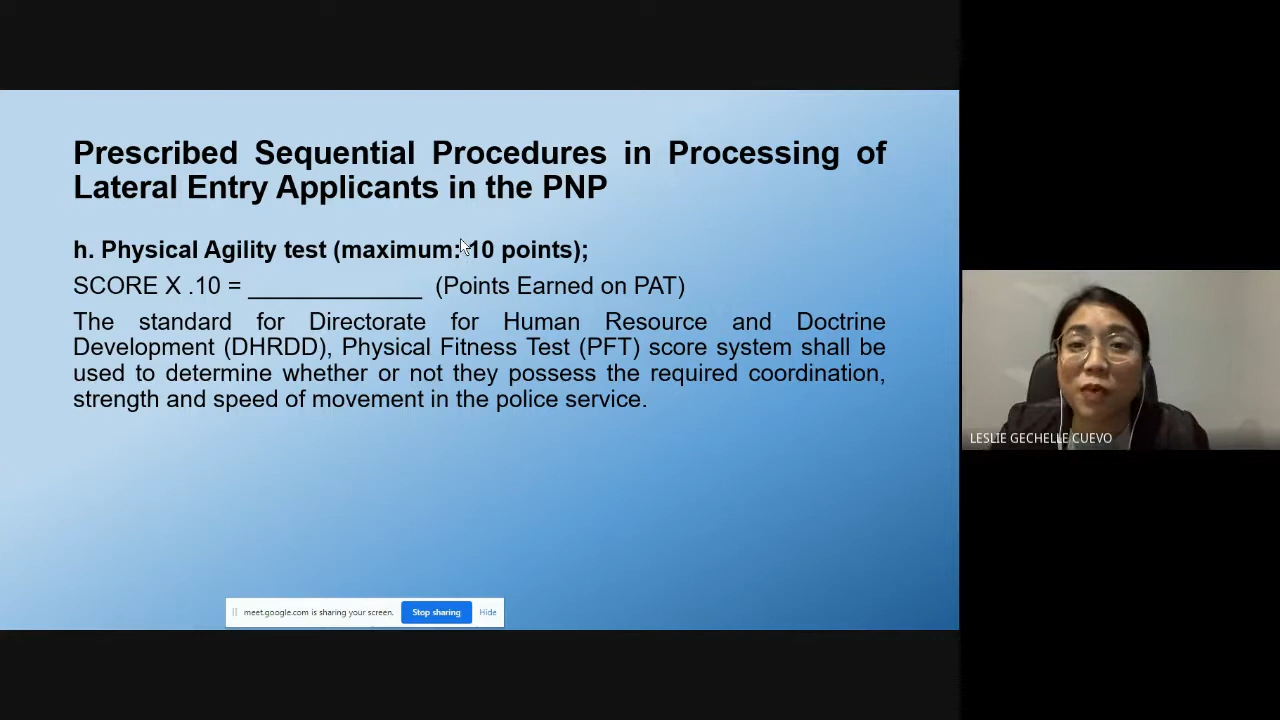 Prescribed Sequential Procedures in Processing of
Lateral Entry Applicants in the PNP
h. Physical Agility test (maximum: 10 points);
SCORE X .10 = _____________ (Points Earned on PAT)
The standard for Directorate for Human Resource and Doctrine
Development (DHRDD), Physical Fitness Test (PFT) score system shall be
used to determine whether or not they possess the required coordination,
strength and speed of movement in the police service.
LESLIE GECHELLE CUEVO
meet.google.com is sharing your screen. Stop sharing Hide